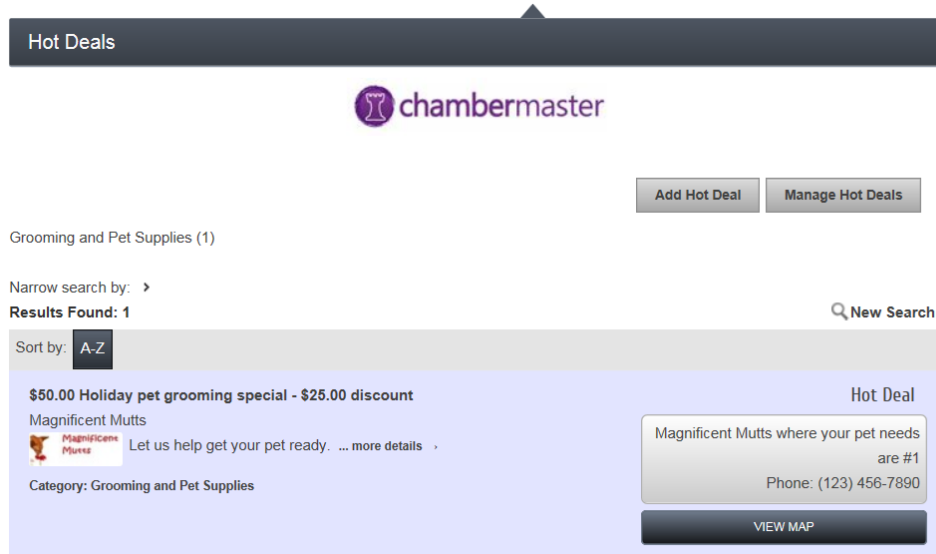 Hot Deals
chambermaster
Add Hot Deal
Manage Hot Deals
Grooming and Pet Supplies (1)
Narrow search by: ›
Results Found: 1
New Search
Sort by: A-Z
$50.00 Holiday pet grooming special - $25.00 discount
Hot Deal
Magnificent Mutts
Magnificent
Mutts
Let us help get your pet ready. ... more details ›
Category: Grooming and Pet Supplies
Magnificent Mutts where your pet needs
are #1
Phone: (123) 456-7890
VIEW MAP